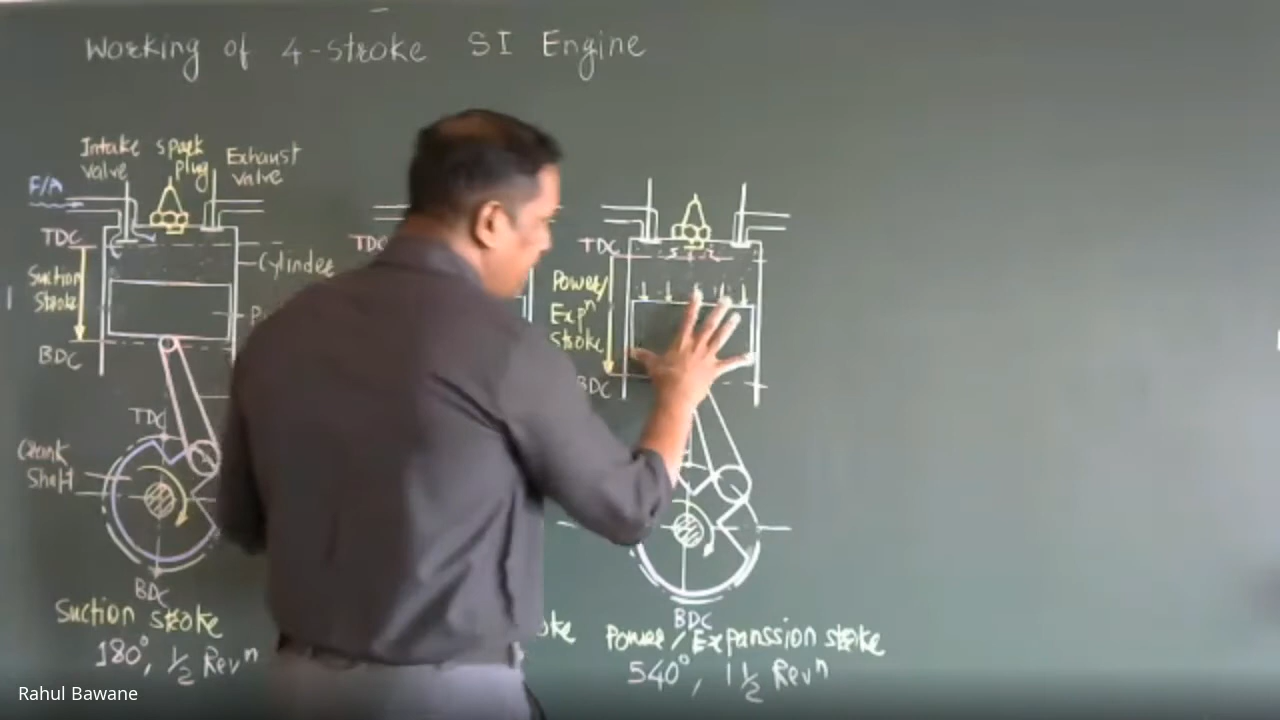 Working of 4-stroke SI Engine
Intake valve
spark plug
Exhaust valve
F/A
TDC
Suction Stroke
BDC
Cylinder
TDC
Crank Shaft
BDC
Suction stroke
180°, 1/2 Revⁿ
TDC
TDC
Power/ Expⁿ stroke
BDC
BDC
Power/Expanssion stroke
540°, 1 1/2 Revⁿ
Rahul Bawane